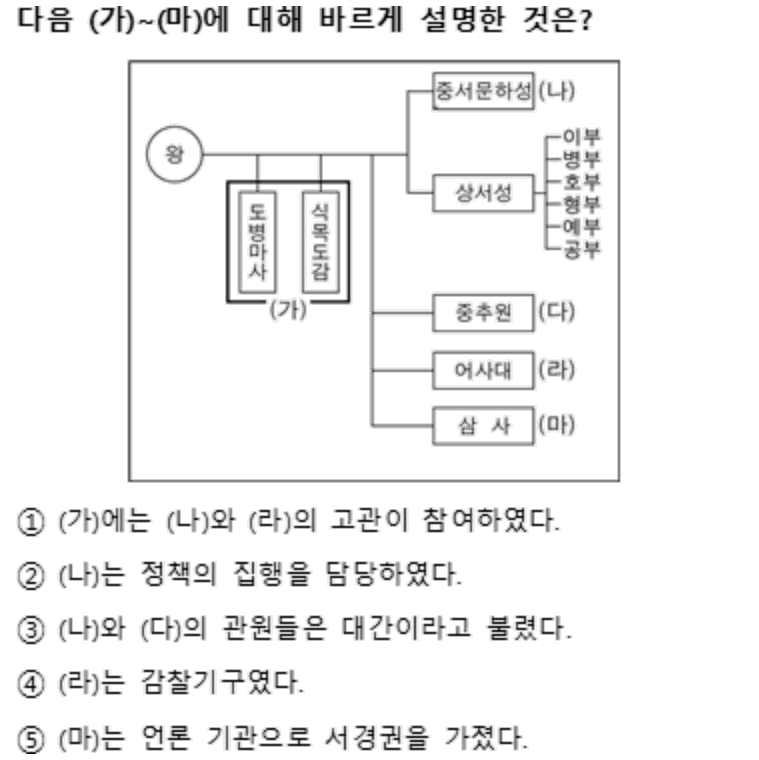 다음 (가)~(마)에 대해 바르게 설명한 것은?
왕
도병마사
식목도감
(가)
중서문하성 (나)
상서성
이부
병부
호부
형부
예부
공부
중추원 (다)
어사대 (라)
삼 사 (마)
① (가)에는 (나)와 (라)의 고관이 참여하였다.
② (나)는 정책의 집행을 담당하였다.
③ (나)와 (다)의 관원들은 대간이라고 불렸다.
④ (라)는 감찰기구였다.
⑤ (마)는 언론 기관으로 서경권을 가졌다.